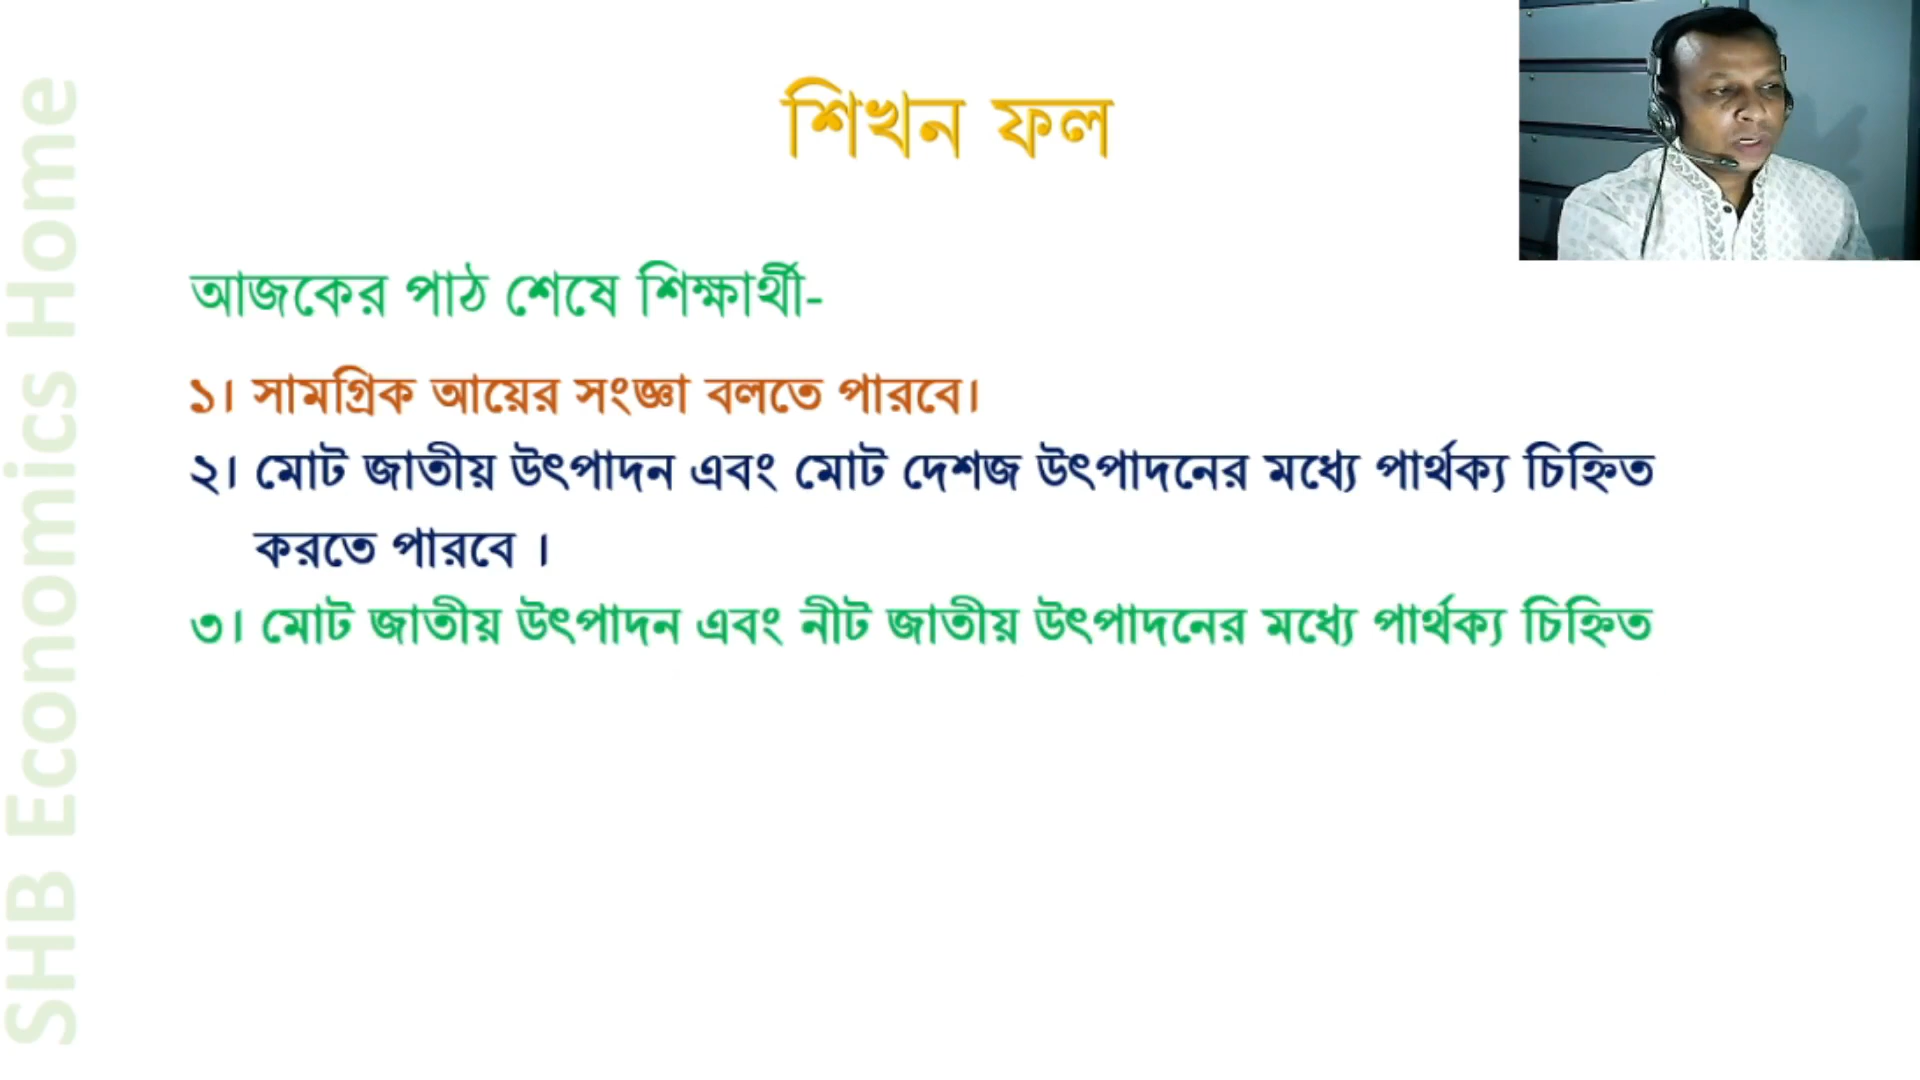 শিখন ফল
আজকের পাঠ শেষে শিক্ষার্থী-
১। সামগ্রিক আয়ের সংজ্ঞা বলতে পারবে।
২। মোট জাতীয় উৎপাদন এবং মোট দেশজ উৎপাদনের মধ্যে পার্থক্য চিহ্নিত
করতে পারবে ।
৩। মোট জাতীয় উৎপাদন এবং নীট জাতীয় উৎপাদনের মধ্যে পার্থক্য চিহ্নিত
SHB Economics Home